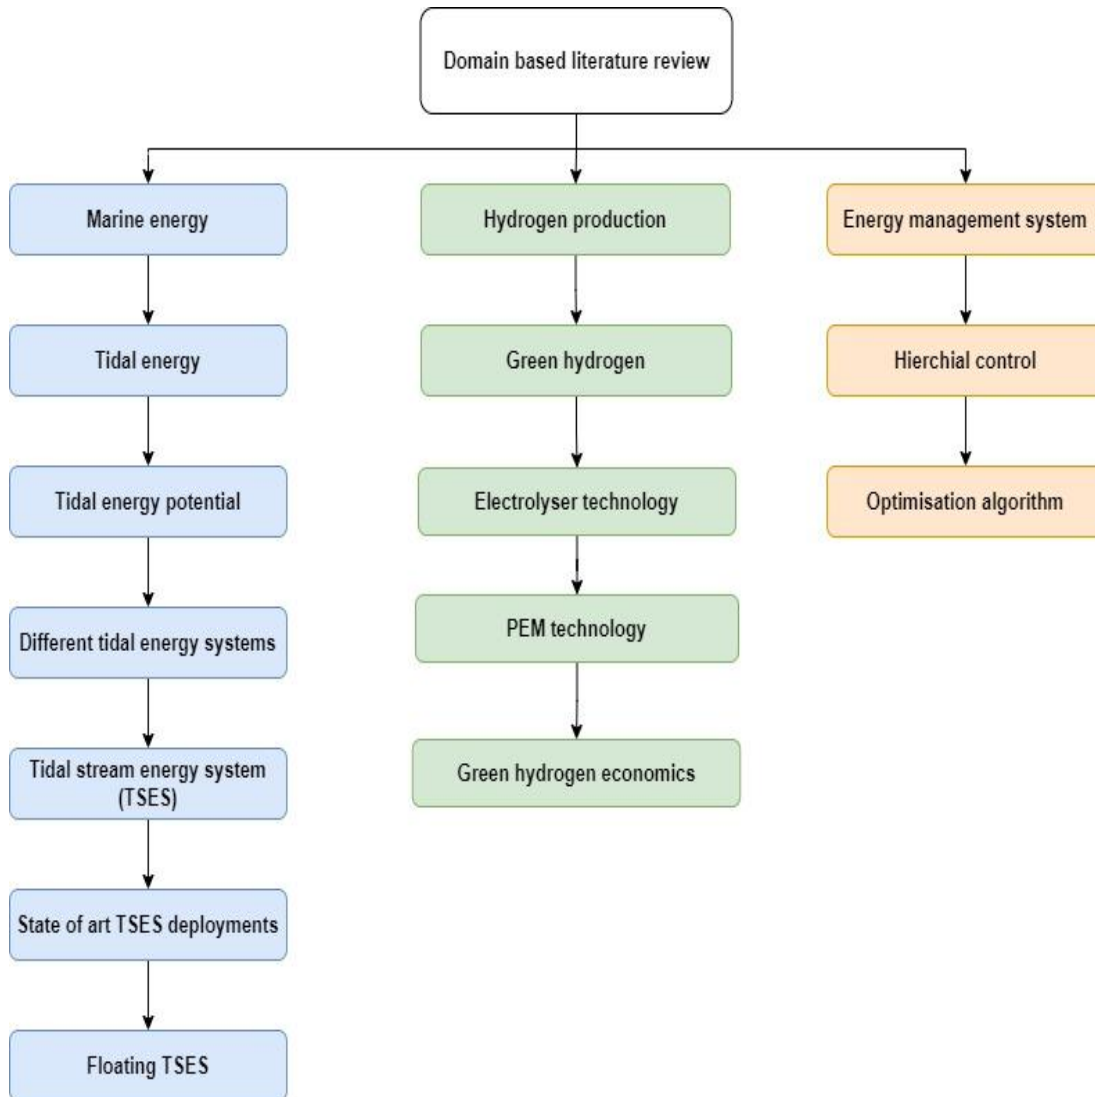 Domain based literature review
Marine energy
Hydrogen production
Energy management system
Tidal energy
Green hydrogen
Hierchial control
Tidal energy potential
Electrolyser technology
Optimisation algorithm
Different tidal energy systems
PEM technology
Tidal stream energy system
(TSES)
Green hydrogen economics
State of art TSES deployments
Floating TSES